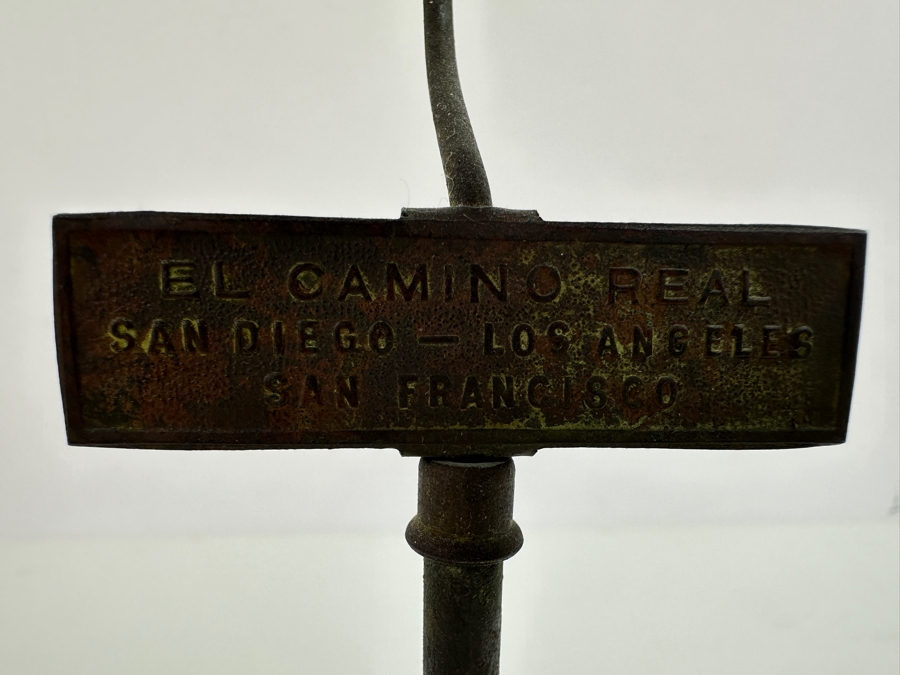 EL CAMINO REAL
SAN DIEGO — LOS ANGELES
SAN FRANCISCO